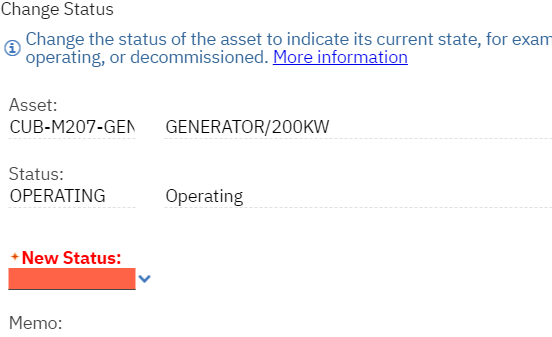 Change Status
Change the status of the asset to indicate its current state, for exam
operating, or decommissioned. More information
Asset:
CUB-M207-GEN GENERATOR/200KW
Status:
OPERATING Operating
New Status:
Memo: